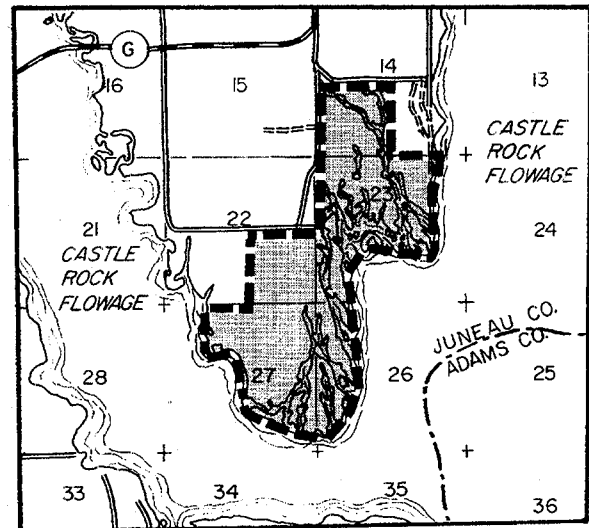 G
14
13
16
15
CASTLE
ROCK
FLOWAGE
23
21
22
24
CASTLE
ROCK
FLOWAGE
JUNEAU CO.
ADAMS CO.
28
27
26
25
33
34
35
36